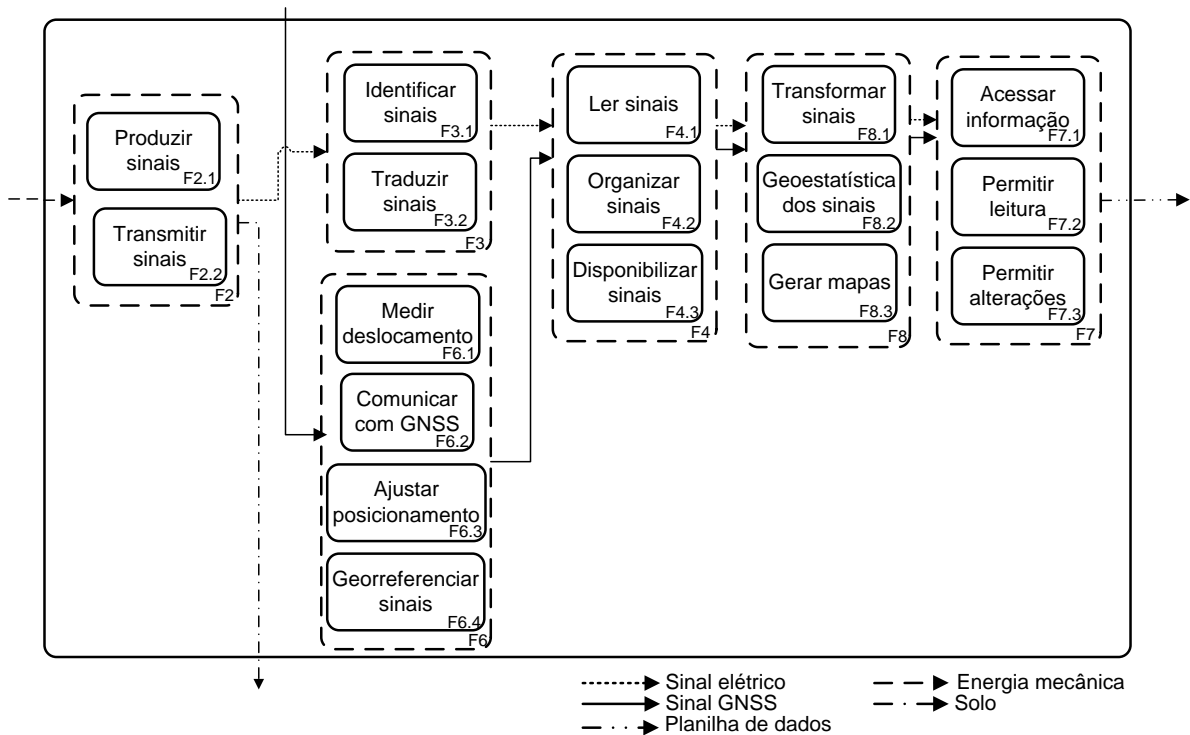 Produzir
sinais
F2.1
Transmitir
sinais
F2.2
F2
Identificar
sinais
F3.1
Traduzir
sinais
F3.2
F3
Medir
deslocamento
F6.1
Comunicar
com GNSS
F6.2
Ajustar
posicionamento
F6.3
Georreferenciar
sinais
F6.4
F6
Ler sinais
F4.1
Organizar
sinais
F4.2
Disponibilizar
sinais
F4.3
F4
Transformar
sinais
F8.1
Geoestatística
dos sinais
F8.2
Gerar mapas
F8.3
F8
Acessar
informação
F7.1
Permitir
leitura
F7.2
Permitir
alterações
F7.3
F7
Sinal elétrico
Sinal GNSS
Planilha de dados
Energia mecânica
Solo